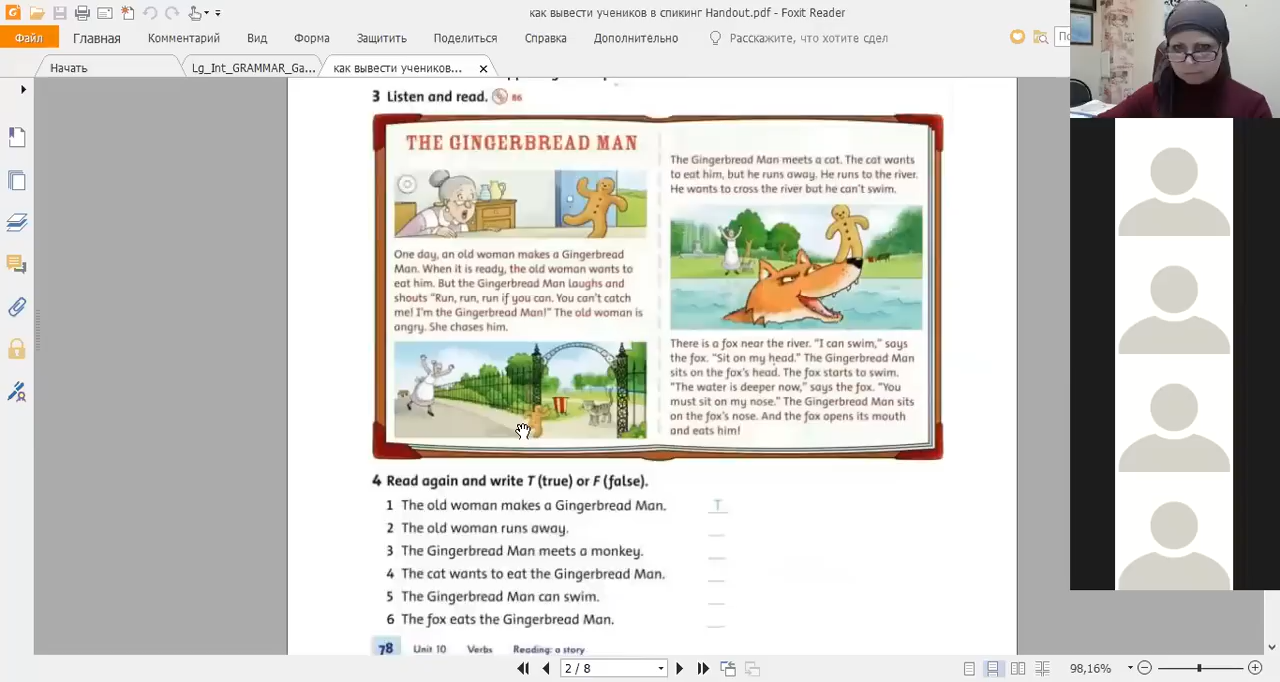 как вывести учеников в спикинг Handout.pdf - Foxit Reader
Файл Главная Комментарий Вид Форма Защитить Поделиться Справка Дополнительно Расскажите, что хотите сдел
Начать Lg_Int_GRAMMAR_Ga... как вывести учеников...
3 Listen and read. 86
THE GINGERBREAD MAN
One day, an old woman makes a Gingerbread
Man. When it is ready, the old woman wants to
eat him. But the Gingerbread Man laughs and
shouts "Run, run, run if you can. You can't catch
me! I'm the Gingerbread Man!" The old woman is
angry. She chases him.
The Gingerbread Man meets a cat. The cat wants
to eat him, but he runs away. He runs to the river.
He wants to cross the river but he can't swim.
There is a fox near the river. "I can swim," says
the fox. "Sit on my head." The Gingerbread Man
sits on the fox's head. The fox starts to swim.
"The water is deeper now," says the fox. "You
must sit on my nose." The Gingerbread Man sits
on the fox's nose. And the fox opens its mouth
and eats him!
4 Read again and write T (true) or F (false).
1 The old woman makes a Gingerbread Man. T
2 The old woman runs away.
3 The Gingerbread Man meets a monkey.
4 The cat wants to eat the Gingerbread Man.
5 The Gingerbread Man can swim.
6 The fox eats the Gingerbread Man.
78 Unit 10 Verbs Reading: a story
2 / 8 98,16%